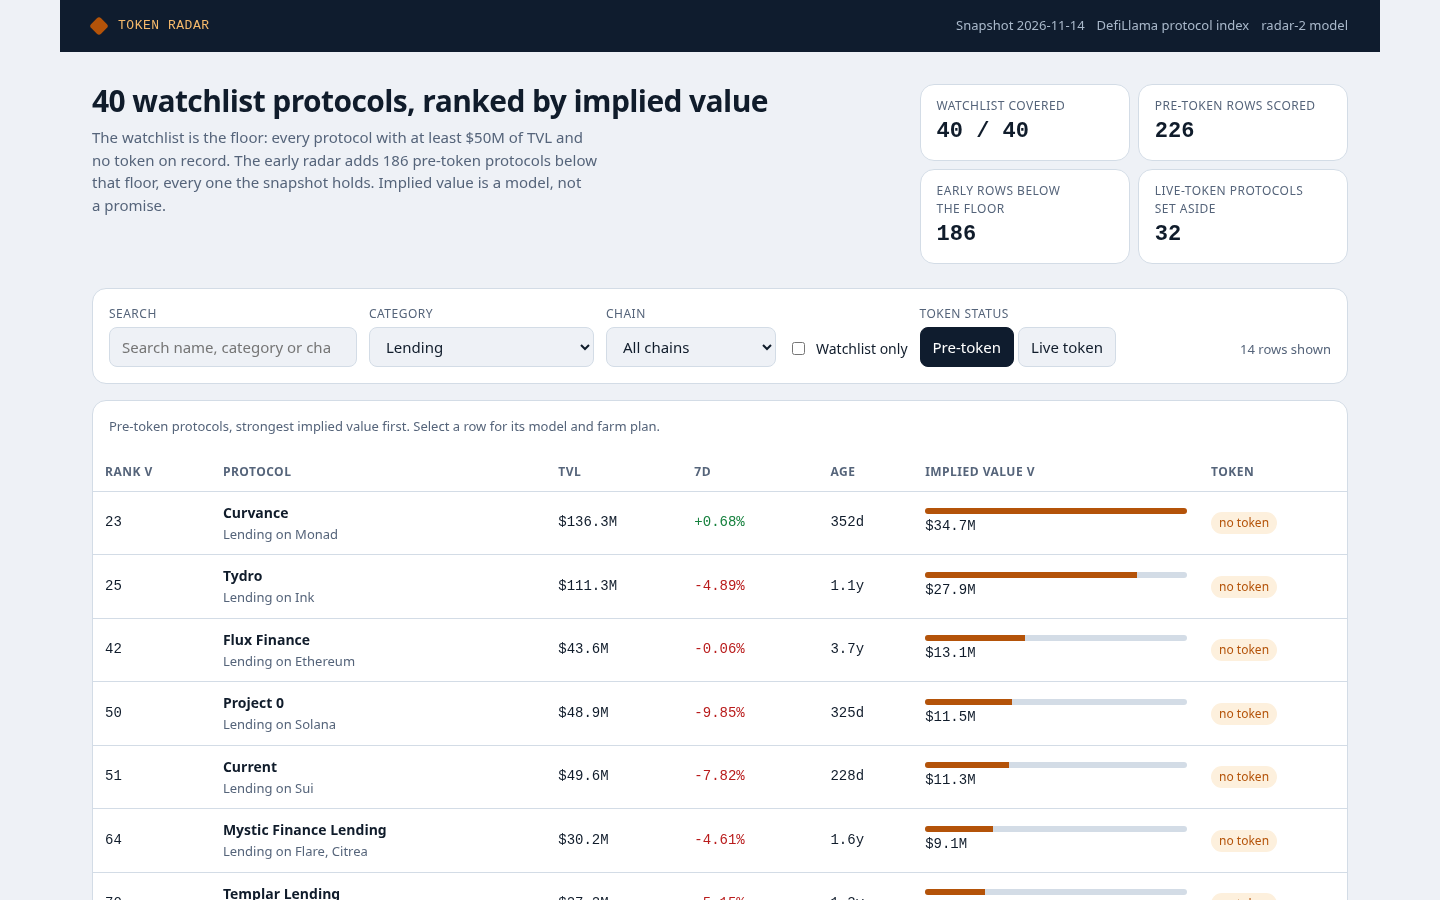 TOKEN RADAR
Snapshot 2026-11-14 DefiLlama protocol index radar-2 model
40 watchlist protocols, ranked by implied value
The watchlist is the floor: every protocol with at least $50M of TVL and
no token on record. The early radar adds 186 pre-token protocols below
that floor, every one the snapshot holds. Implied value is a model, not
a promise.
WATCHLIST COVERED
40 / 40
PRE-TOKEN ROWS SCORED
226
EARLY ROWS BELOW
THE FLOOR
186
LIVE-TOKEN PROTOCOLS
SET ASIDE
32
SEARCH
Search name, category or cha
CATEGORY
Lending
CHAIN
All chains
Watchlist only
TOKEN STATUS
Pre-token
Live token
14 rows shown
Pre-token protocols, strongest implied value first. Select a row for its model and farm plan.
RANK V PROTOCOL TVL 7D AGE IMPLIED VALUE V TOKEN
23 Curvance $136.3M +0.68% 352d $34.7M no token
Lending on Monad
25 Tydro $111.3M -4.89% 1.1y $27.9M no token
Lending on Ink
42 Flux Finance $43.6M -0.06% 3.7y $13.1M no token
Lending on Ethereum
50 Project 0 $48.9M -9.85% 325d $11.5M no token
Lending on Solana
51 Current $49.6M -7.82% 228d $11.3M no token
Lending on Sui
64 Mystic Finance Lending $30.2M -4.61% 1.6y $9.1M no token
Lending on Flare, Citrea
Templar Lending